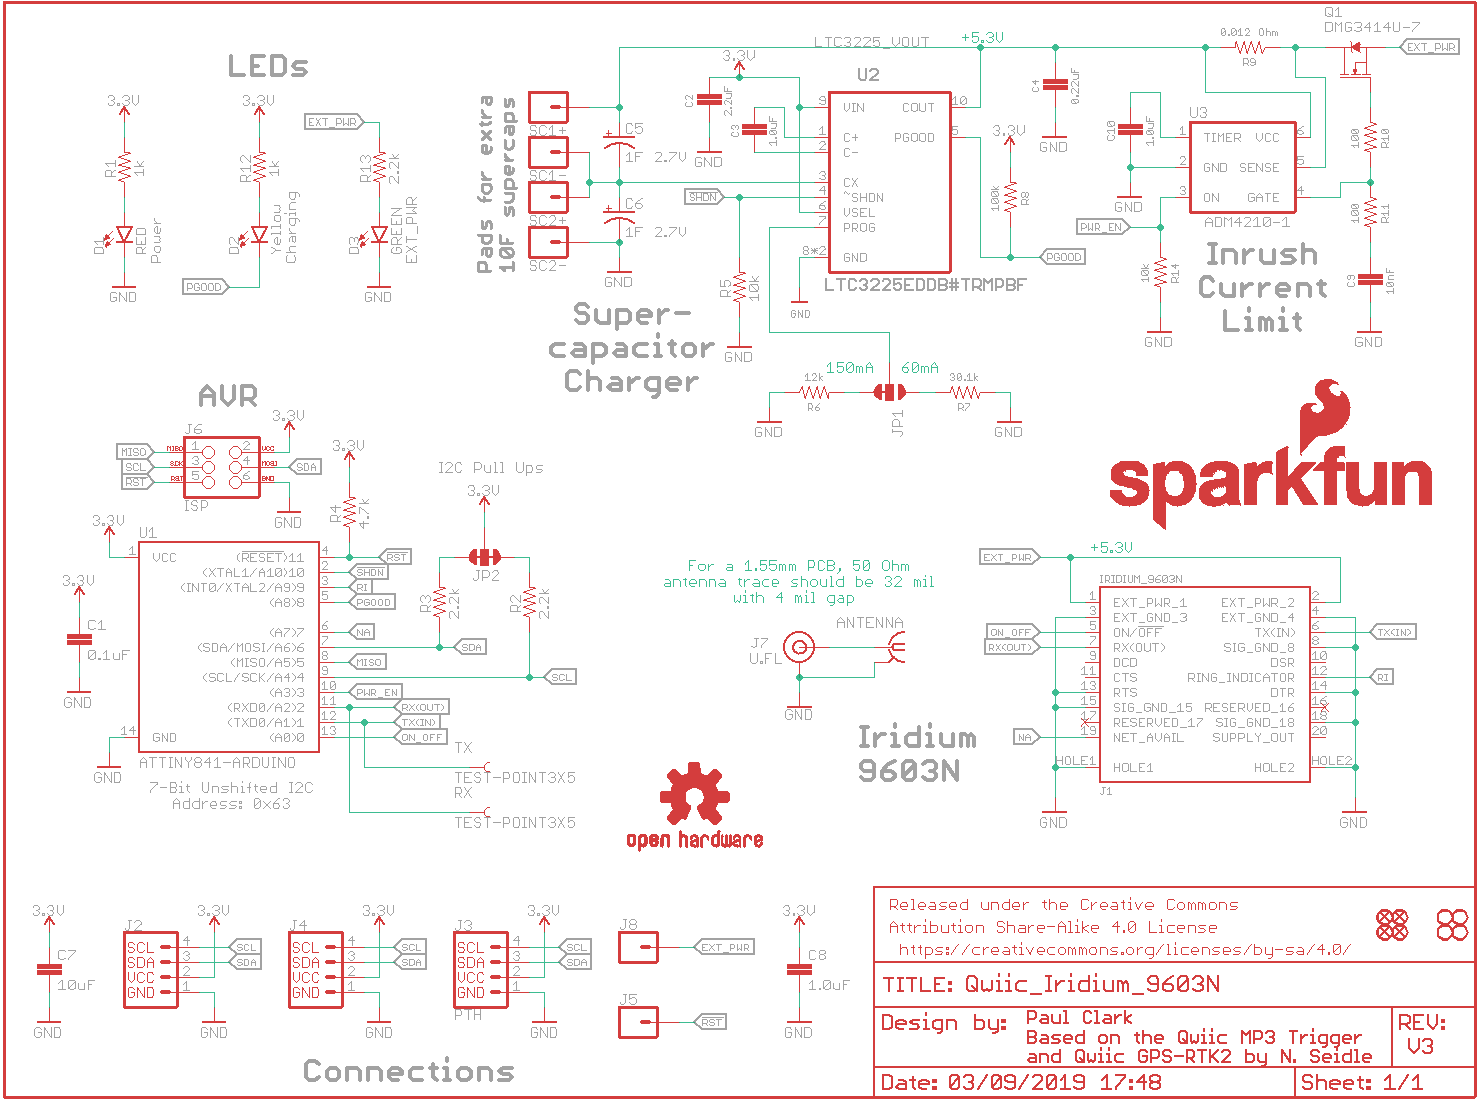 LEDs
3.3V
R1
1k
D1
RED
Power
GND
3.3V
R12
1k
D2
Yellow
Charging
PGOOD
EXT_PWR
R13
2.2k
D3
GREEN
EXT_PWR
GND
Pads for extra
10F supercaps
SC1+
SC1-
SC2+
SC2-
C5
1F 2.7V
C6
1F 2.7V
GND
Super-
capacitor
Charger
LTC3225_VOUT
+5.3V
3.3V
C2
2.2uF
GND
C3
1.0uF
U2
9 VIN
1 C+
2 C-
3 CX
4 ~SHDN
6 VSEL
7 PROG
8*2 GND
COUT 10
PGOOD 5
LTC3225EDDB#TRMPBF
GND
SHDN
R5
10k
GND
3.3V
100k
R8
PGOOD
C4
0.22uF
GND
150mA
60mA
12k
R6
JP1
30.1k
R7
GND
GND
Q1
DMG3414U-7
0.012 Ohm
R9
EXT_PWR
U3
C10
1.0uF
GND
1 TIMER
2 GND
3 ON
VCC 6
SENSE 5
GATE 4
ADM4210-1
PWR_EN
10k
R14
GND
100
R10
100
R11
C9
10nF
GND
Inrush
Current
Limit
AVR
3.3V
J6
MISO
SCL
RST
MISO 1
SCK 3
RST 5
2 VCC
4 MOSI
6 GND
SDA
ISP
GND
3.3V
R4
4.7k
3.3V
U1
1 VCC
14 GND
(RESET)11 4
(XTAL1/A10)10 2
(INT0/XTAL2/A9)9 3
(A8)8 5
(A7)7 6
(SDA/MOSI/A6)6 7
(MISO/A5)5 8
(SCL/SCK/A4)4 9
(A3)3 10
(RXD0/A2)2 11
(TXD0/A1)1 12
(A0)0 13
RST
SHDN
RI
PGOOD
NA
SDA
MISO
SCL
PWR_EN
RX(OUT)
TX(IN)
ON_OFF
3.3V
C1
0.1uF
GND
GND
ATTINY841-ARDUINO
7-Bit Unshifted I2C
Address: 0x63
I2C Pull Ups
3.3V
JP2
R3
2.2k
R2
2.2k
TX
TEST-POINT3X5
RX
TEST-POINT3X5
For a 1.55mm PCB, 50 Ohm
antenna trace should be 32 mil
with 4 mil gap
J7
U.FL
ANTENNA
GND
open hardware
sparkfun
Iridium
9603N
EXT_PWR
+5.3V
IRIDIUM_9603N
1 EXT_PWR_1
3 EXT_GND_3
5 ON/OFF
7 RX(OUT)
9 DCD
11 CTS
13 RTS
15 SIG_GND_15
17 RESERVED_17
19 NET_AVAIL
HOLE1 HOLE1
EXT_PWR_2 2
EXT_GND_4 4
TX(IN) 6
SIG_GND_8 8
DSR 10
RING_INDICATOR 12
DTR 14
RESERVED_16 16
SIG_GND_18 18
SUPPLY_OUT 20
HOLE2 HOLE2
ON_OFF
RX(OUT)
NA
TX(IN)
RI
J1
GND
GND
3.3V
C7
10uF
GND
J2
SCL 4
SDA 3
VCC 2
GND 1
3.3V
SCL
SDA
GND
J4
SCL 4
SDA 3
VCC 2
GND 1
3.3V
SCL
SDA
GND
J3
SCL 4
SDA 3
VCC 2
GND 1
PTH
3.3V
SCL
SDA
GND
J8
EXT_PWR
J5
RST
3.3V
C8
1.0uF
GND
Connections
Released under the Creative Commons
Attribution Share-Alike 4.0 License
https://creativecommons.org/licenses/by-sa/4.0/
TITLE: Qwiic_Iridium_9603N
Design by: Paul Clark
Based on the Qwiic MP3 Trigger
and Qwiic GPS-RTK2 by N. Seidle
REV:
V3
Date: 03/09/2019 17:48
Sheet: 1/1